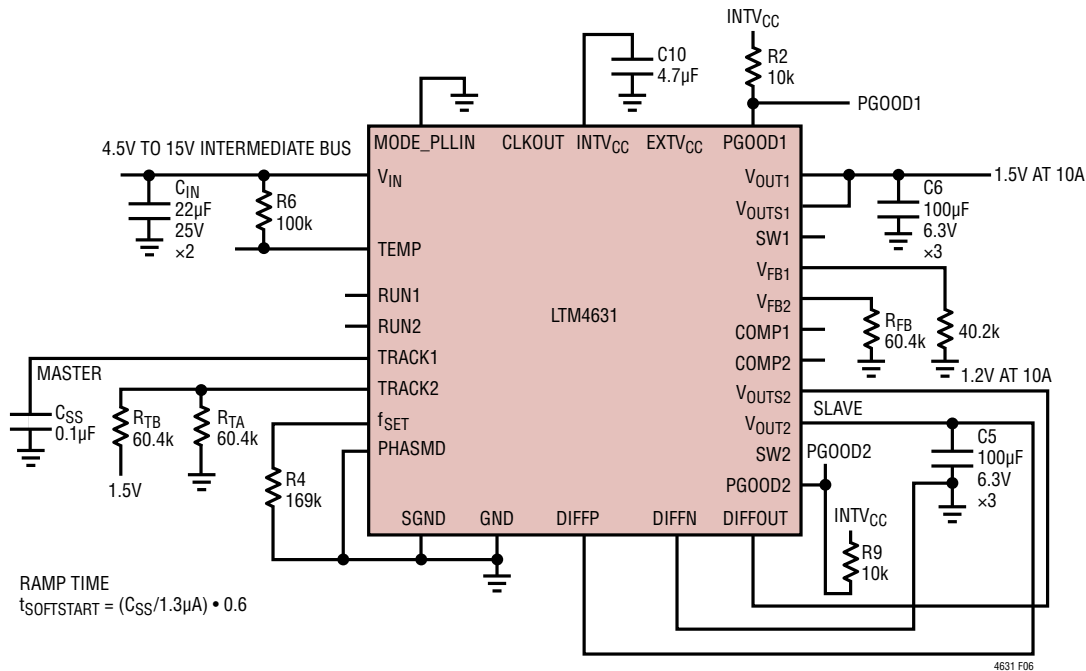 INTVCC
C10
4.7µF
R2
10k
PGOOD1
4.5V TO 15V INTERMEDIATE BUS
MODE_PLLIN
CLKOUT
INTVCC
EXTVCC
PGOOD1
CIN
22µF
25V
×2
R6
100k
VIN
TEMP
RUN1
RUN2
TRACK1
TRACK2
fSET
PHASMD
LTM4631
VOUT1
VOUTS1
SW1
VFB1
VFB2
COMP1
COMP2
VOUTS2
VOUT2
SW2
PGOOD2
1.5V AT 10A
C6
100µF
6.3V
×3
RFB
60.4k
40.2k
1.2V AT 10A
SLAVE
MASTER
CSS
0.1µF
RTB
60.4k
RTA
60.4k
1.5V
R4
169k
PGOOD2
C5
100µF
6.3V
×3
SGND
GND
DIFFP
DIFFN
DIFFOUT
INTVCC
R9
10k
RAMP TIME
tSOFTSTART = (CSS/1.3µA) • 0.6
4631 F06